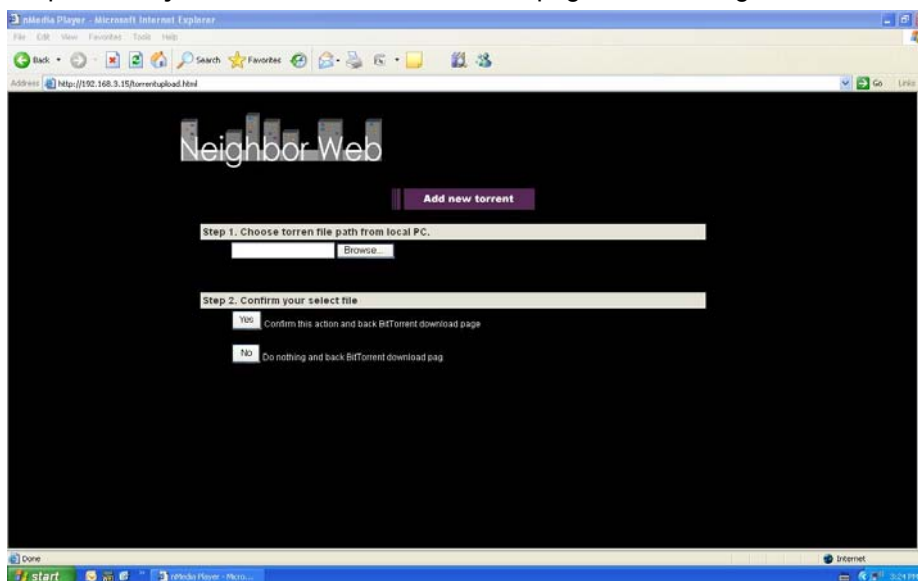 nMedia Player - Microsoft Internet Explorer
File Edit View Favorites Tools Help
Back Search Favorites
Address http://192.168.3.15/torrentupload.html Go Links
Neighbor Web
Add new torrent
Step 1. Choose torren file path from local PC.
Browse...
Step 2. Confirm your select file
Yes Confirm this action and back BitTorrent download page
No Do nothing and back BitTorrent download pag
Done Internet
start nMedia Player - Micro...